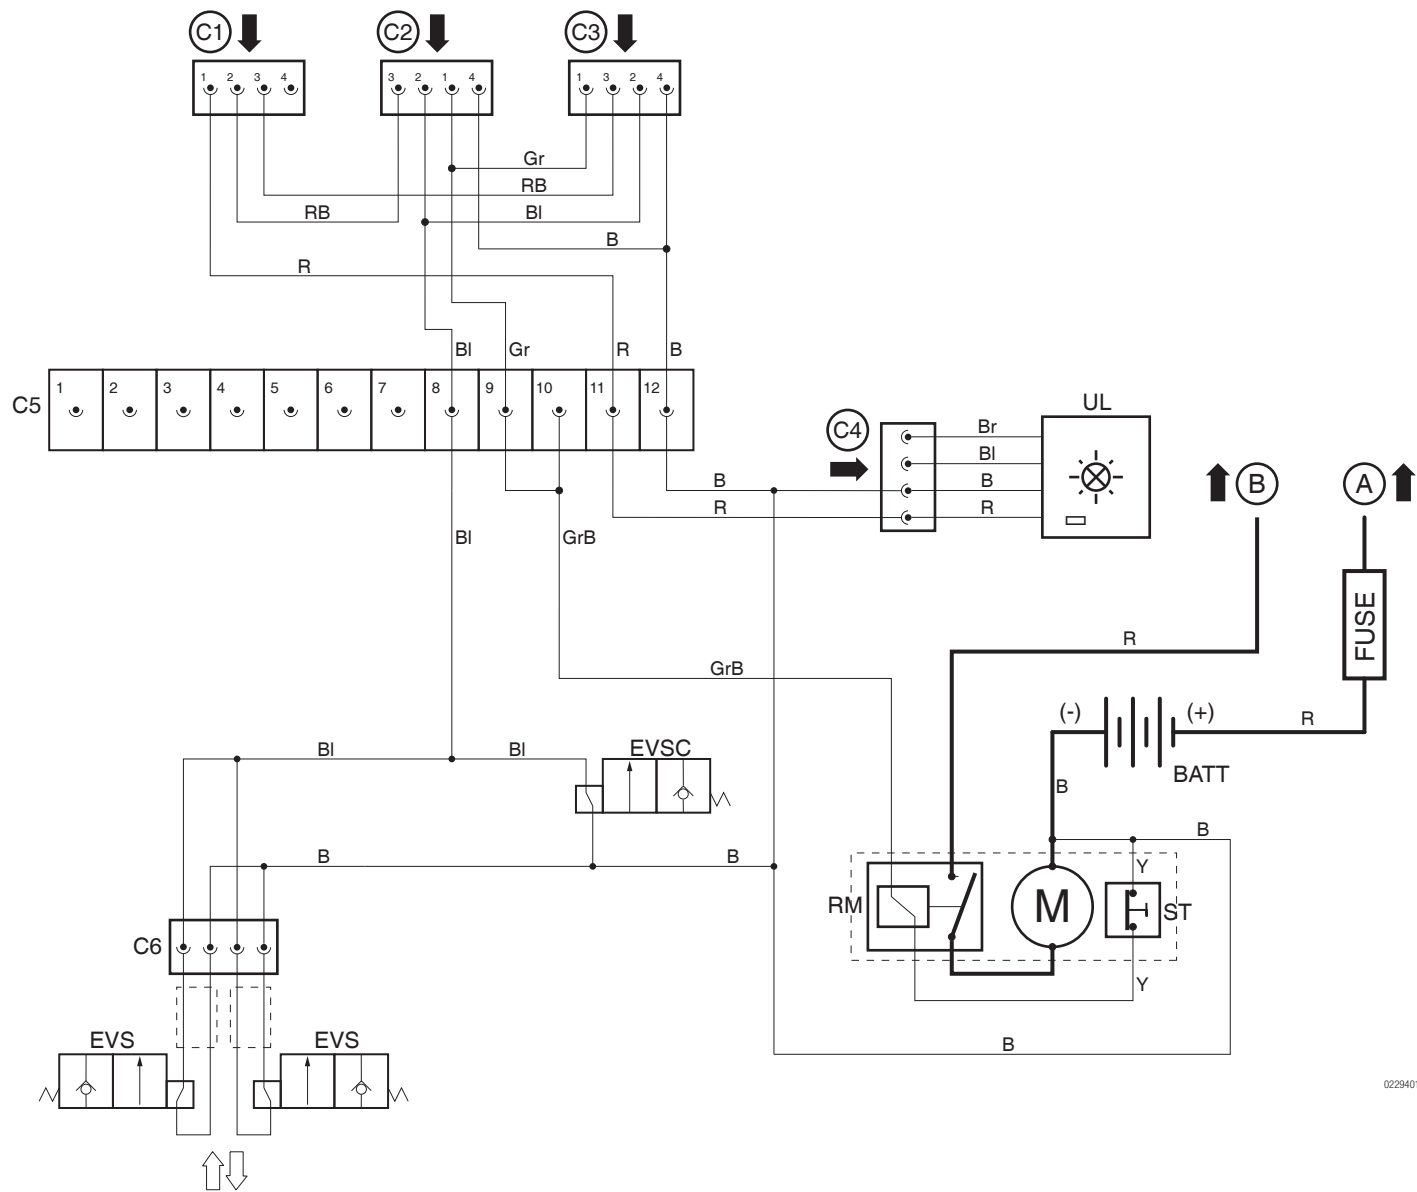 C1 C2 C3
1 2 3 4 3 2 1 4 1 3 2 4
Gr
RB
RB Bl
B
R
Bl Gr R B
C5 1 2 3 4 5 6 7 8 9 10 11 12
UL
C4 Br
Bl
B B
R R
B A
Bl GrB
FUSE
R
GrB
(-) (+) R
BATT
B
Bl Bl EVSC
B B
B
Y
RM M ST
C6
Y
B
EVS EVS
0229401